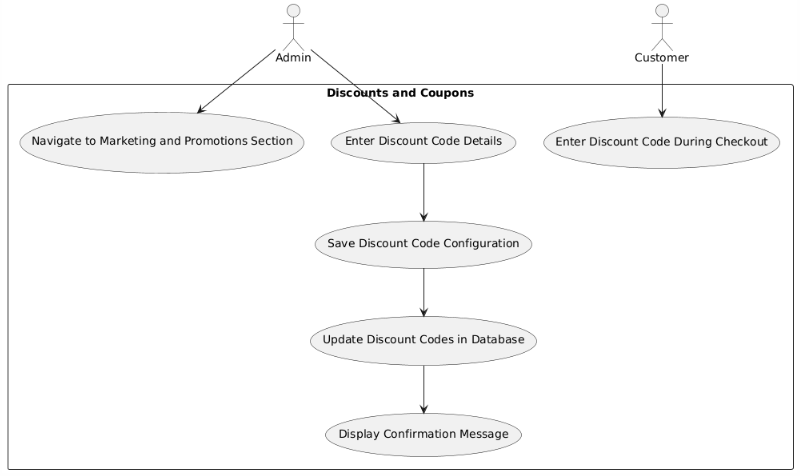 Admin
Customer
Discounts and Coupons
Navigate to Marketing and Promotions Section
Enter Discount Code Details
Enter Discount Code During Checkout
Save Discount Code Configuration
Update Discount Codes in Database
Display Confirmation Message